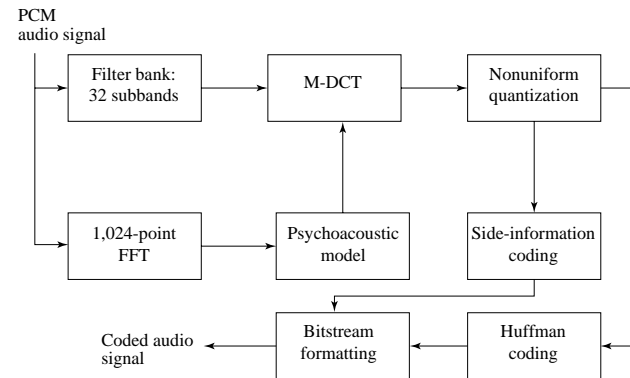 PCM
audio signal
Filter bank:
32 subbands
M-DCT
Nonuniform
quantization
1,024-point
FFT
Psychoacoustic
model
Side-information
coding
Coded audio
signal
Bitstream
formatting
Huffman
coding